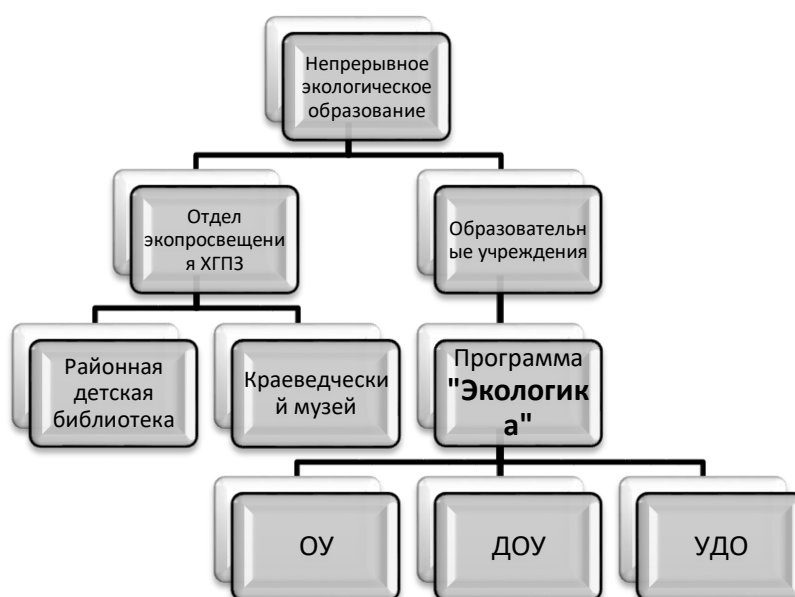 Непрерывное
экологическое
образование
Отдел
экопросвещени
я ХГПЗ
Образовательн
ые учреждения
Районная
детская
библиотека
Краеведчески
й музей
Программа
"Экологик
а"
ОУ
ДОУ
УДО